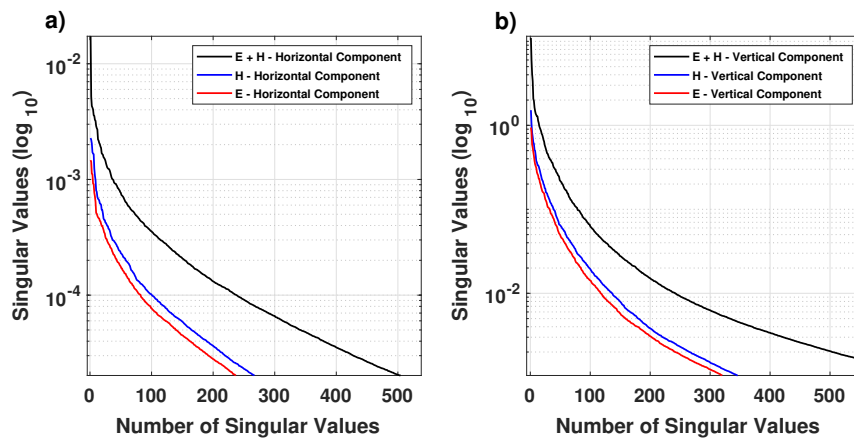 a)
E + H - Horizontal Component
H - Horizontal Component
E - Horizontal Component
Singular Values (log 10)
10-2
10-3
10-4
0 100 200 300 400 500
Number of Singular Values
b)
E + H - Vertical Component
H - Vertical Component
E - Vertical Component
Singular Values (log 10)
100
10-2
0 100 200 300 400 500
Number of Singular Values